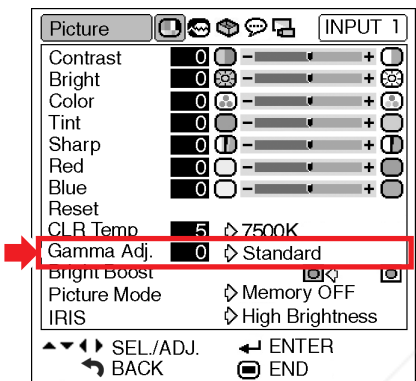 Picture INPUT 1
Contrast 0 - +
Bright 0 - +
Color 0 - +
Tint 0 - +
Sharp 0 - +
Red 0 - +
Blue 0 - +
Reset
CLR Temp 5 7500K
Gamma Adj. 0 Standard
Bright Boost
Picture Mode Memory OFF
IRIS High Brightness
SEL./ADJ. ENTER
BACK END